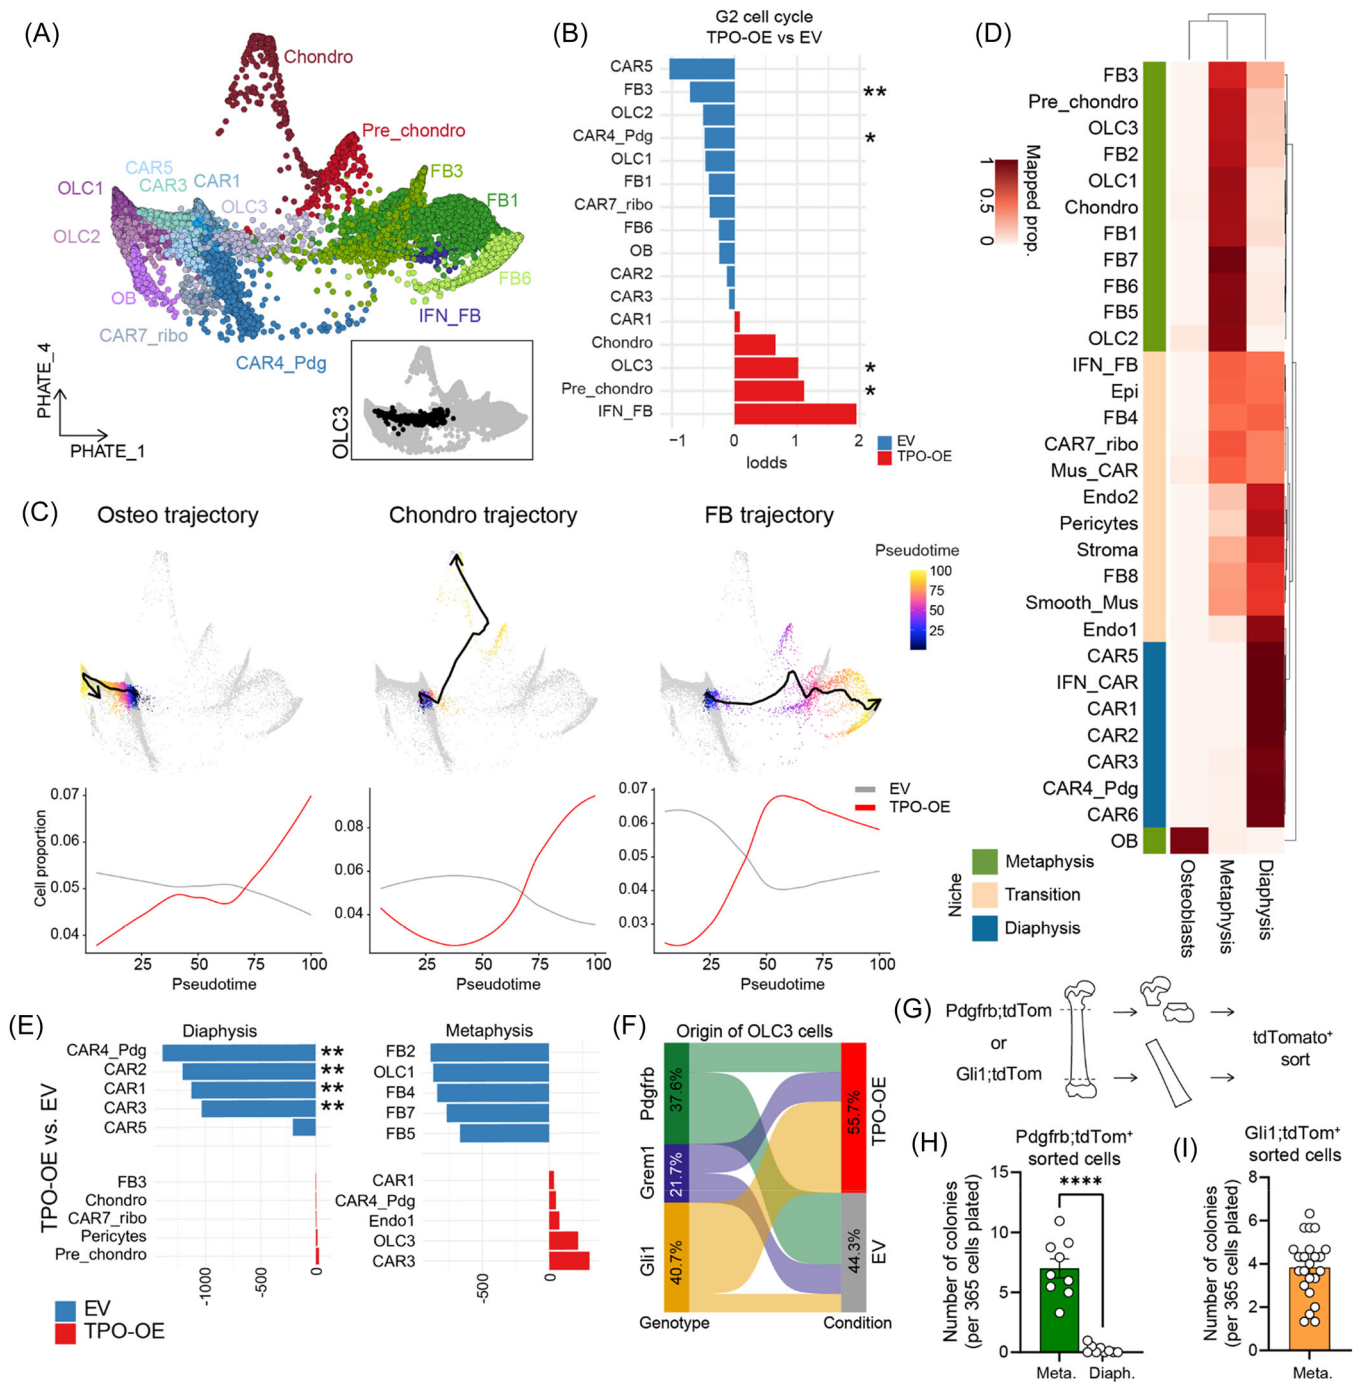 (A)
Chondro
Pre_chondro
CAR5
CAR3
CAR1
OLC1
OLC3
FB3
FB1
OLC2
OB
FB6
CAR7_ribo
IFN_FB
CAR4_Pdg
PHATE_4
PHATE_1
OLC3
(B)
G2 cell cycle
TPO-OE vs EV
CAR5
FB3
**
OLC2
CAR4_Pdg
*
OLC1
FB1
CAR7_ribo
FB6
OB
CAR2
CAR3
CAR1
Chondro
OLC3
*
Pre_chondro
*
IFN_FB
−1 0 1 2
lodds
EV
TPO-OE
(C)
Osteo trajectory
Chondro trajectory
FB trajectory
Pseudotime
100
75
50
25
Cell proportion
0.07
0.06
0.05
0.04
25 50 75 100
Pseudotime
0.08
0.06
0.04
25 50 75 100
Pseudotime
0.07
0.06
0.05
0.04
0.03
25 50 75 100
Pseudotime
EV
TPO-OE
(D)
Mapped prop.
1
0.5
0
FB3
Pre_chondro
OLC3
FB2
OLC1
Chondro
FB1
FB7
FB6
FB5
OLC2
IFN_FB
Epi
FB4
CAR7_ribo
Mus_CAR
Endo2
Pericytes
Stroma
FB8
Smooth_Mus
Endo1
CAR5
IFN_CAR
CAR1
CAR2
CAR3
CAR4_Pdg
CAR6
OB
Osteoblasts
Metaphysis
Diaphysis
Niche
Metaphysis
Transition
Diaphysis
(E)
TPO-OE vs. EV
Diaphysis
CAR4_Pdg
**
CAR2
**
CAR1
**
CAR3
**
CAR5
FB3
Chondro
CAR7_ribo
Pericytes
Pre_chondro
-1000
-500
0
Metaphysis
FB2
OLC1
FB4
FB7
FB5
CAR1
CAR4_Pdg
Endo1
OLC3
CAR3
-500
0
EV
TPO-OE
(F)
Origin of OLC3 cells
Pdgfrb
37.6%
Grem1
21.7%
Gli1
40.7%
55.7%
TPO-OE
44.3%
EV
Genotype
Condition
(G)
Pdgfrb;tdTom
or
Gli1;tdTom
tdTomato⁺
sort
(H)
Pdgfrb;tdTom⁺
sorted cells
Number of colonies
(per 365 cells plated)
15
10
5
0
****
Meta. Diaph.
(I)
Gli1;tdTom⁺
sorted cells
Number of colonies
(per 365 cells plated)
8
6
4
2
0
Meta.